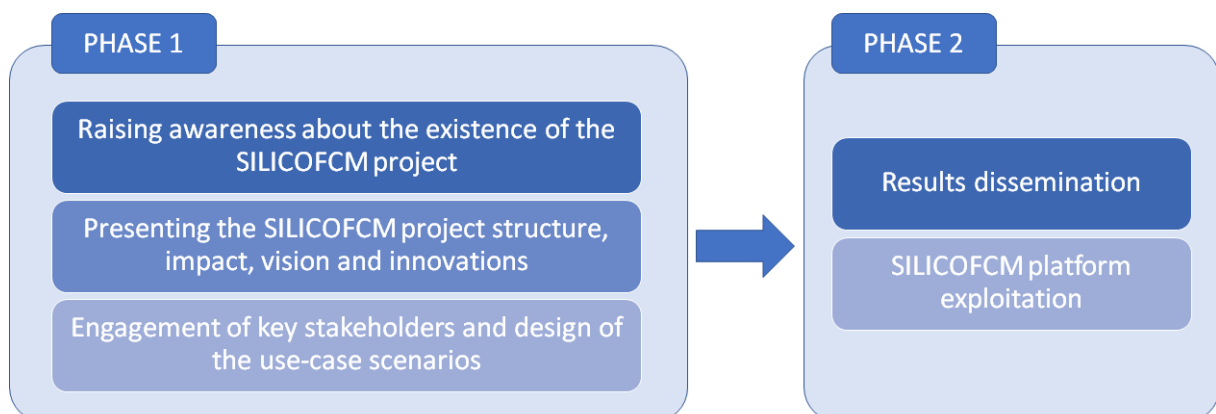 PHASE 1
Raising awareness about the existence of the
SILICOFCM project
Presenting the SILICOFCM project structure,
impact, vision and innovations
Engagement of key stakeholders and design of
the use-case scenarios
PHASE 2
Results dissemination
SILICOFCM platform
exploitation